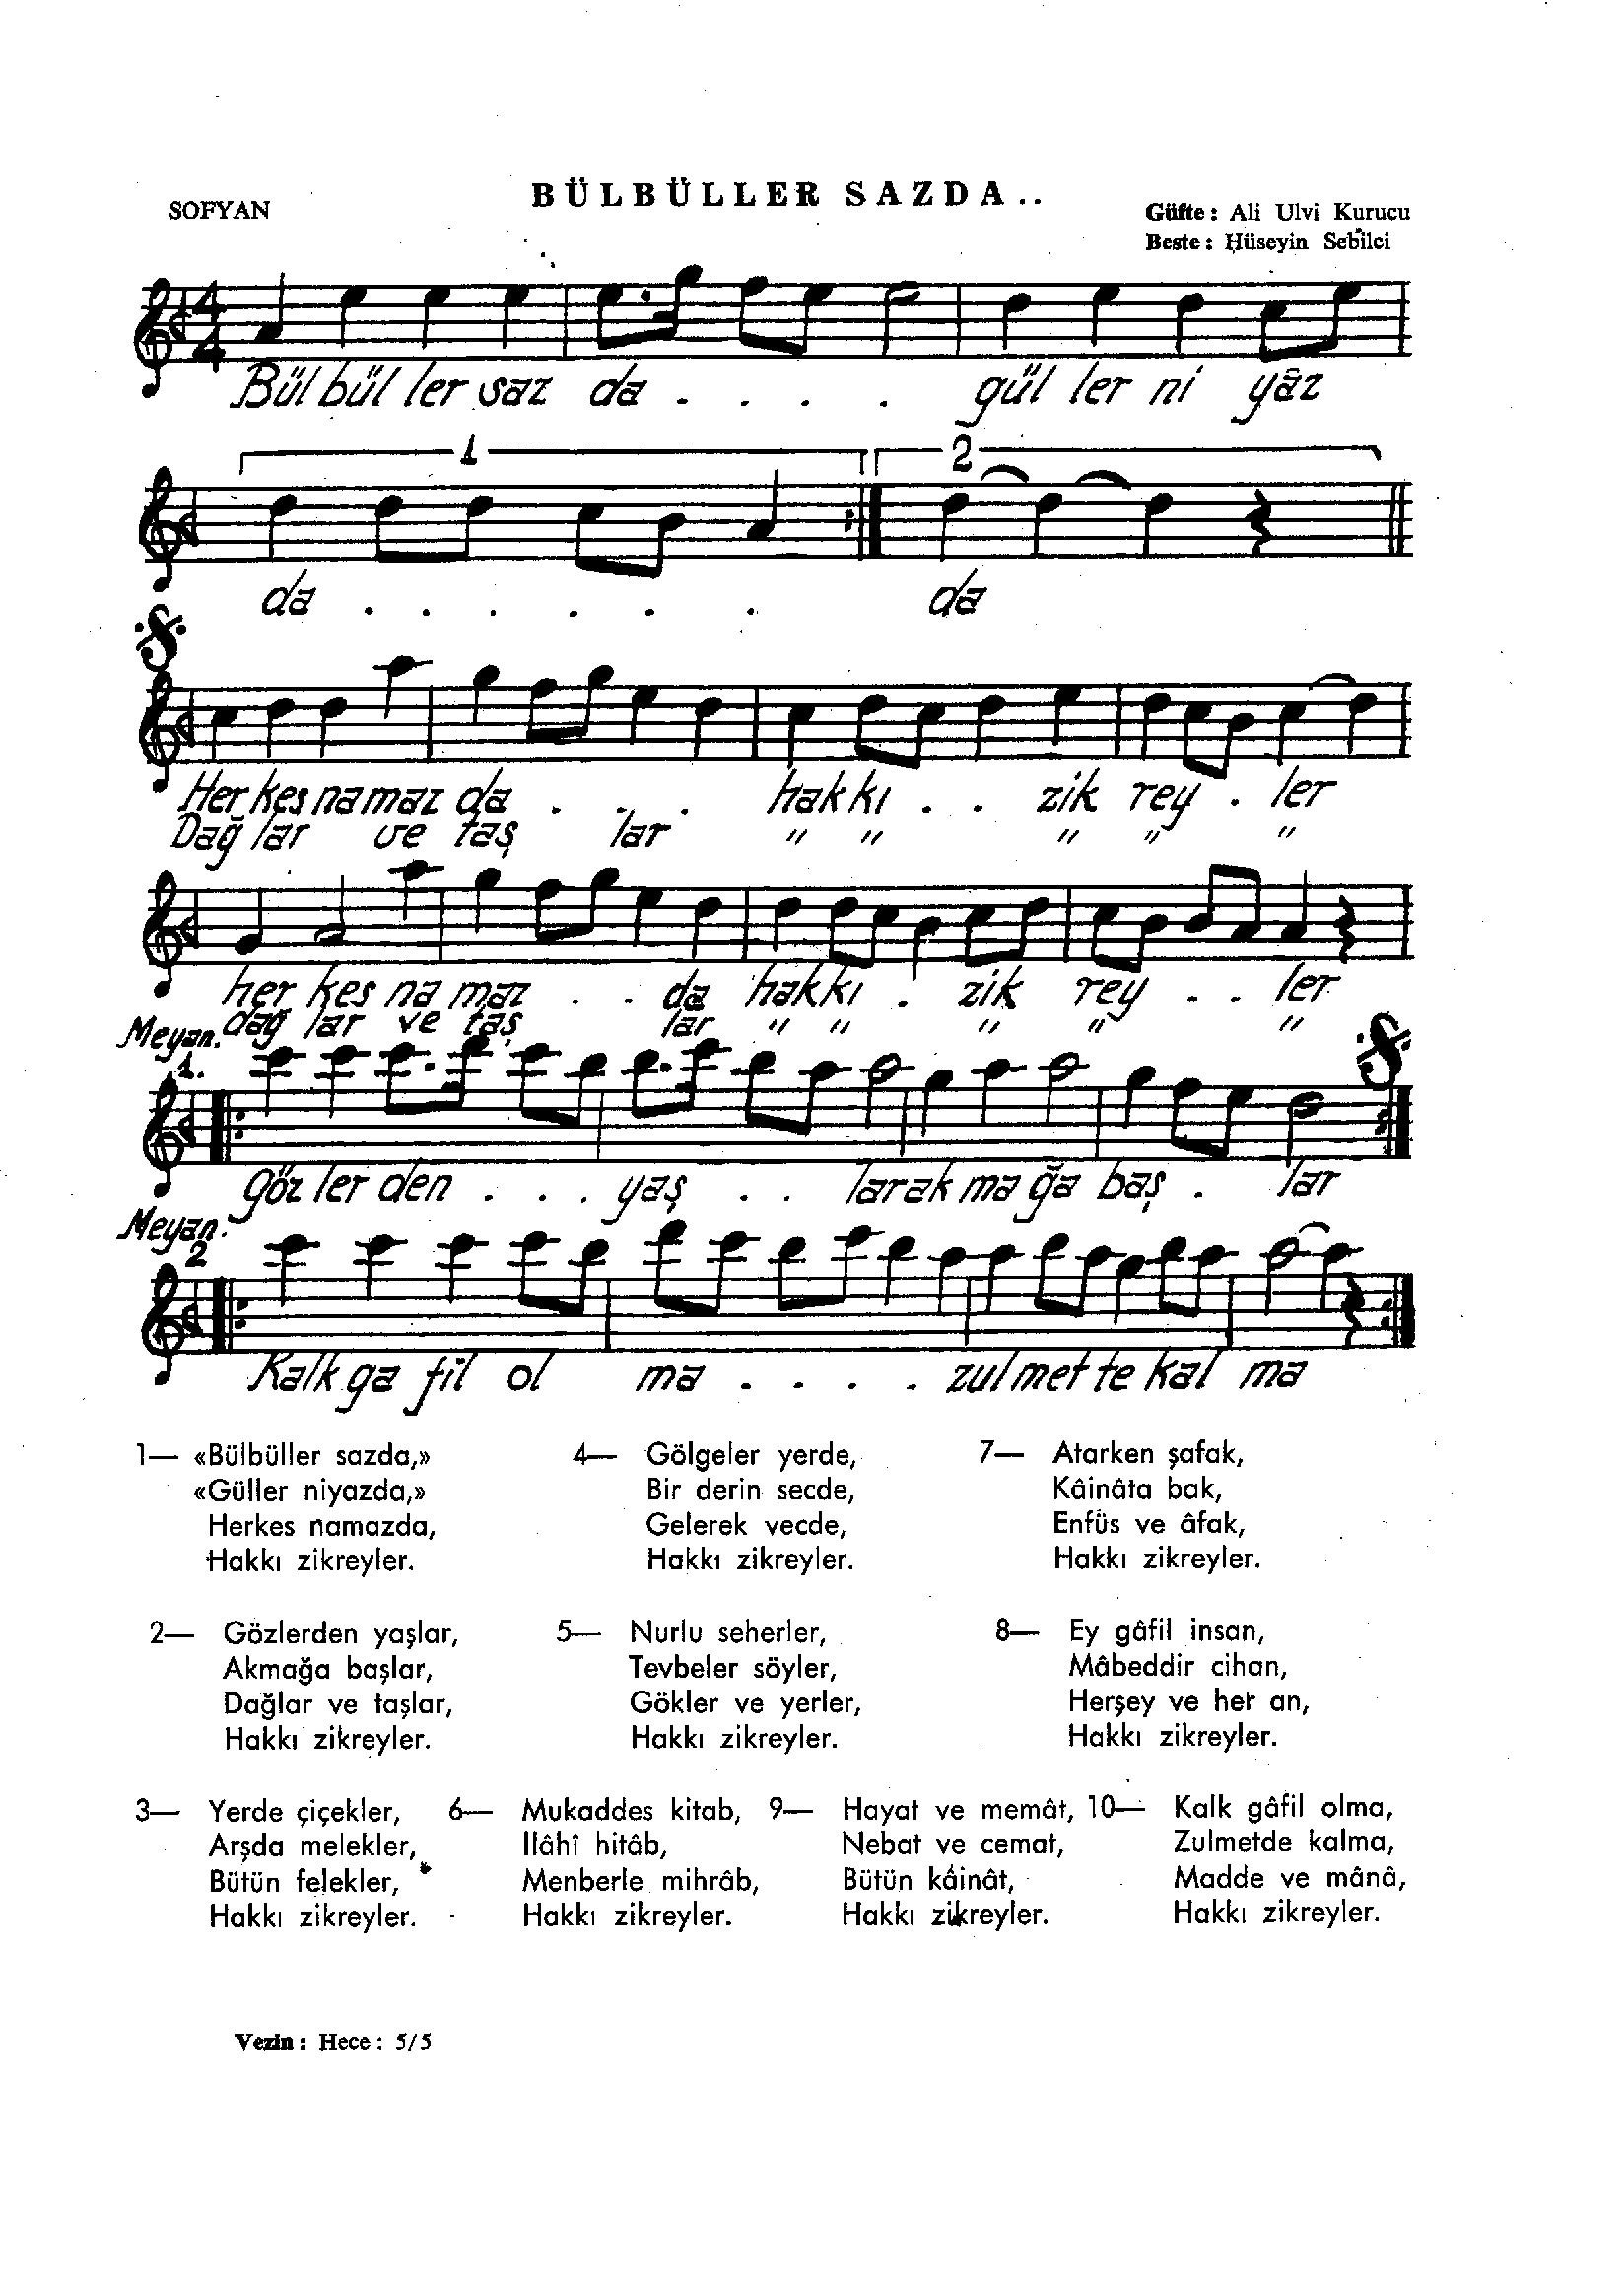 BÜLBÜLLER SAZDA..
SOFYAN
Güfte: Ali Ulvi Kurucu
Beste: Hüseyin Sebilci
4
4
Bül bül ler saz da . . . . gül ler ni yâz
1 2
da . . . . . . da
Her kes na maz da . . . hak kı . . zik rey . ler
Dağ lar ve taş lar " " " " "
her kes na maz . . da hak kı . zik rey . . ler
dağ lar ve taş lar " " " " "
Meyan.
1.
göz ler den . . . yaş . . lar ak ma ğa baş . lar
Meyan.
2
Kalk ga fil ol ma . . . . zul met te kal ma
1— «Bülbüller sazda,»
«Güller niyazda,»
Herkes namazda,
Hakkı zikreyler.
4— Gölgeler yerde,
Bir derin secde,
Gelerek vecde,
Hakkı zikreyler.
7— Atarken şafak,
Kâinâta bak,
Enfüs ve âfak,
Hakkı zikreyler.
2— Gözlerden yaşlar,
Akmağa başlar,
Dağlar ve taşlar,
Hakkı zikreyler.
5— Nurlu seherler,
Tevbeler söyler,
Gökler ve yerler,
Hakkı zikreyler.
8— Ey gâfil insan,
Mâbeddir cihan,
Herşey ve her an,
Hakkı zikreyler.
3— Yerde çiçekler,
Arşda melekler,
Bütün felekler,
Hakkı zikreyler.
6— Mukaddes kitab,
Ilâhî hitâb,
Menberle mihrâb,
Hakkı zikreyler.
9— Hayat ve memât,
Nebat ve cemat,
Bütün kâinât,
Hakkı zikreyler.
10— Kalk gâfil olma,
Zulmetde kalma,
Madde ve mânâ,
Hakkı zikreyler.
Vezin: Hece: 5/5